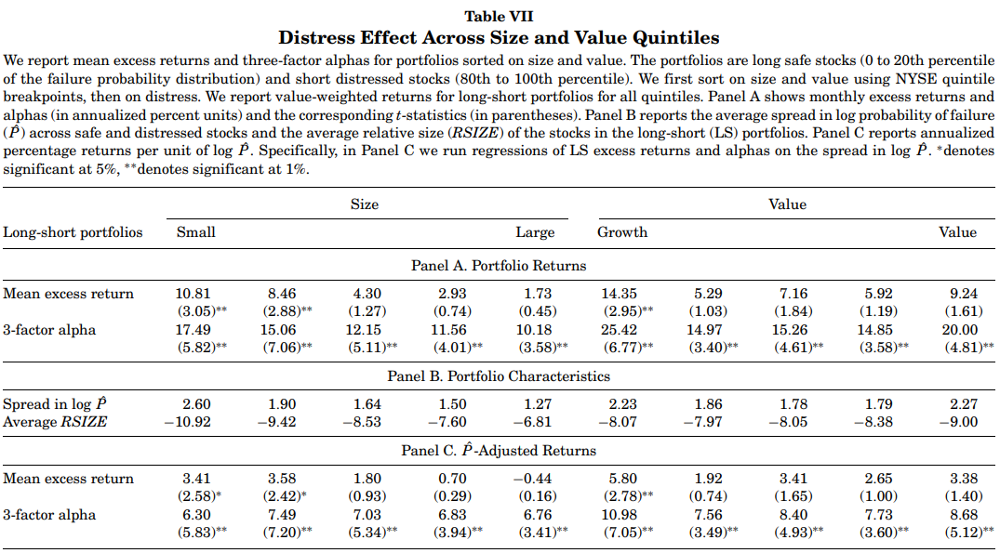 Table VII
Distress Effect Across Size and Value Quintiles
We report mean excess returns and three-factor alphas for portfolios sorted on size and value. The portfolios are long safe stocks (0 to 20th percentile
of the failure probability distribution) and short distressed stocks (80th to 100th percentile). We first sort on size and value using NYSE quintile
breakpoints, then on distress. We report value-weighted returns for long-short portfolios for all quintiles. Panel A shows monthly excess returns and
alphas (in annualized percent units) and the corresponding t-statistics (in parentheses). Panel B reports the average spread in log probability of failure
(P̂) across safe and distressed stocks and the average relative size (RSIZE) of the stocks in the long-short (LS) portfolios. Panel C reports annualized
percentage returns per unit of log P̂. Specifically, in Panel C we run regressions of LS excess returns and alphas on the spread in log P̂. *denotes
significant at 5%, **denotes significant at 1%.
Size Value
Long-short portfolios Small Large Growth Value
Panel A. Portfolio Returns
Mean excess return 10.81 8.46 4.30 2.93 1.73 14.35 5.29 7.16 5.92 9.24
(3.05)** (2.88)** (1.27) (0.74) (0.45) (2.95)** (1.03) (1.84) (1.19) (1.61)
3-factor alpha 17.49 15.06 12.15 11.56 10.18 25.42 14.97 15.26 14.85 20.00
(5.82)** (7.06)** (5.11)** (4.01)** (3.58)** (6.77)** (3.40)** (4.61)** (3.58)** (4.81)**
Panel B. Portfolio Characteristics
Spread in log P̂ 2.60 1.90 1.64 1.50 1.27 2.23 1.86 1.78 1.79 2.27
Average RSIZE −10.92 −9.42 −8.53 −7.60 −6.81 −8.07 −7.97 −8.05 −8.38 −9.00
Panel C. P̂-Adjusted Returns
Mean excess return 3.41 3.58 1.80 0.70 −0.44 5.80 1.92 3.41 2.65 3.38
(2.58)* (2.42)* (0.93) (0.29) (0.16) (2.78)** (0.74) (1.65) (1.00) (1.40)
3-factor alpha 6.30 7.49 7.03 6.83 6.76 10.98 7.56 8.40 7.73 8.68
(5.83)** (7.20)** (5.34)** (3.94)** (3.41)** (7.05)** (3.49)** (4.93)** (3.60)** (5.12)**